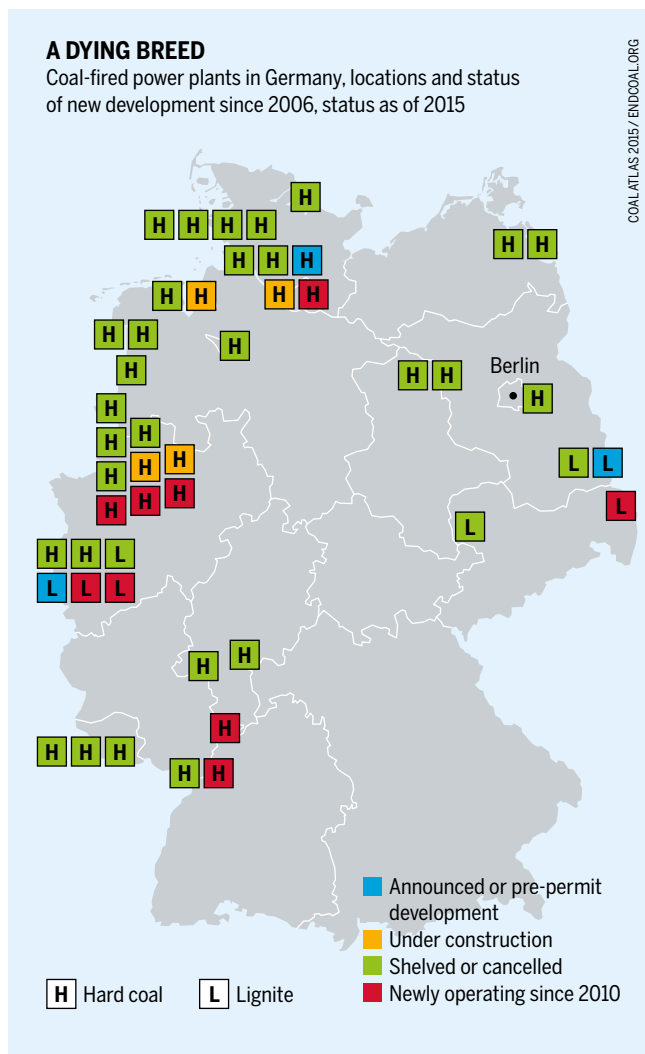 A DYING BREED
Coal-fired power plants in Germany, locations and status
of new development since 2006, status as of 2015
COAL ATLAS 2015 / ENDCOAL.ORG
H
H H H H
H H
H H H
H H
H H
H H
H
H H
Berlin
H
H
H
H H
H H
H L L
H H H
L
L
H H L
L L L
H
H
H
H H H
H H
Announced or pre-permit
development
Under construction
Shelved or cancelled
Newly operating since 2010
H Hard coal
L Lignite